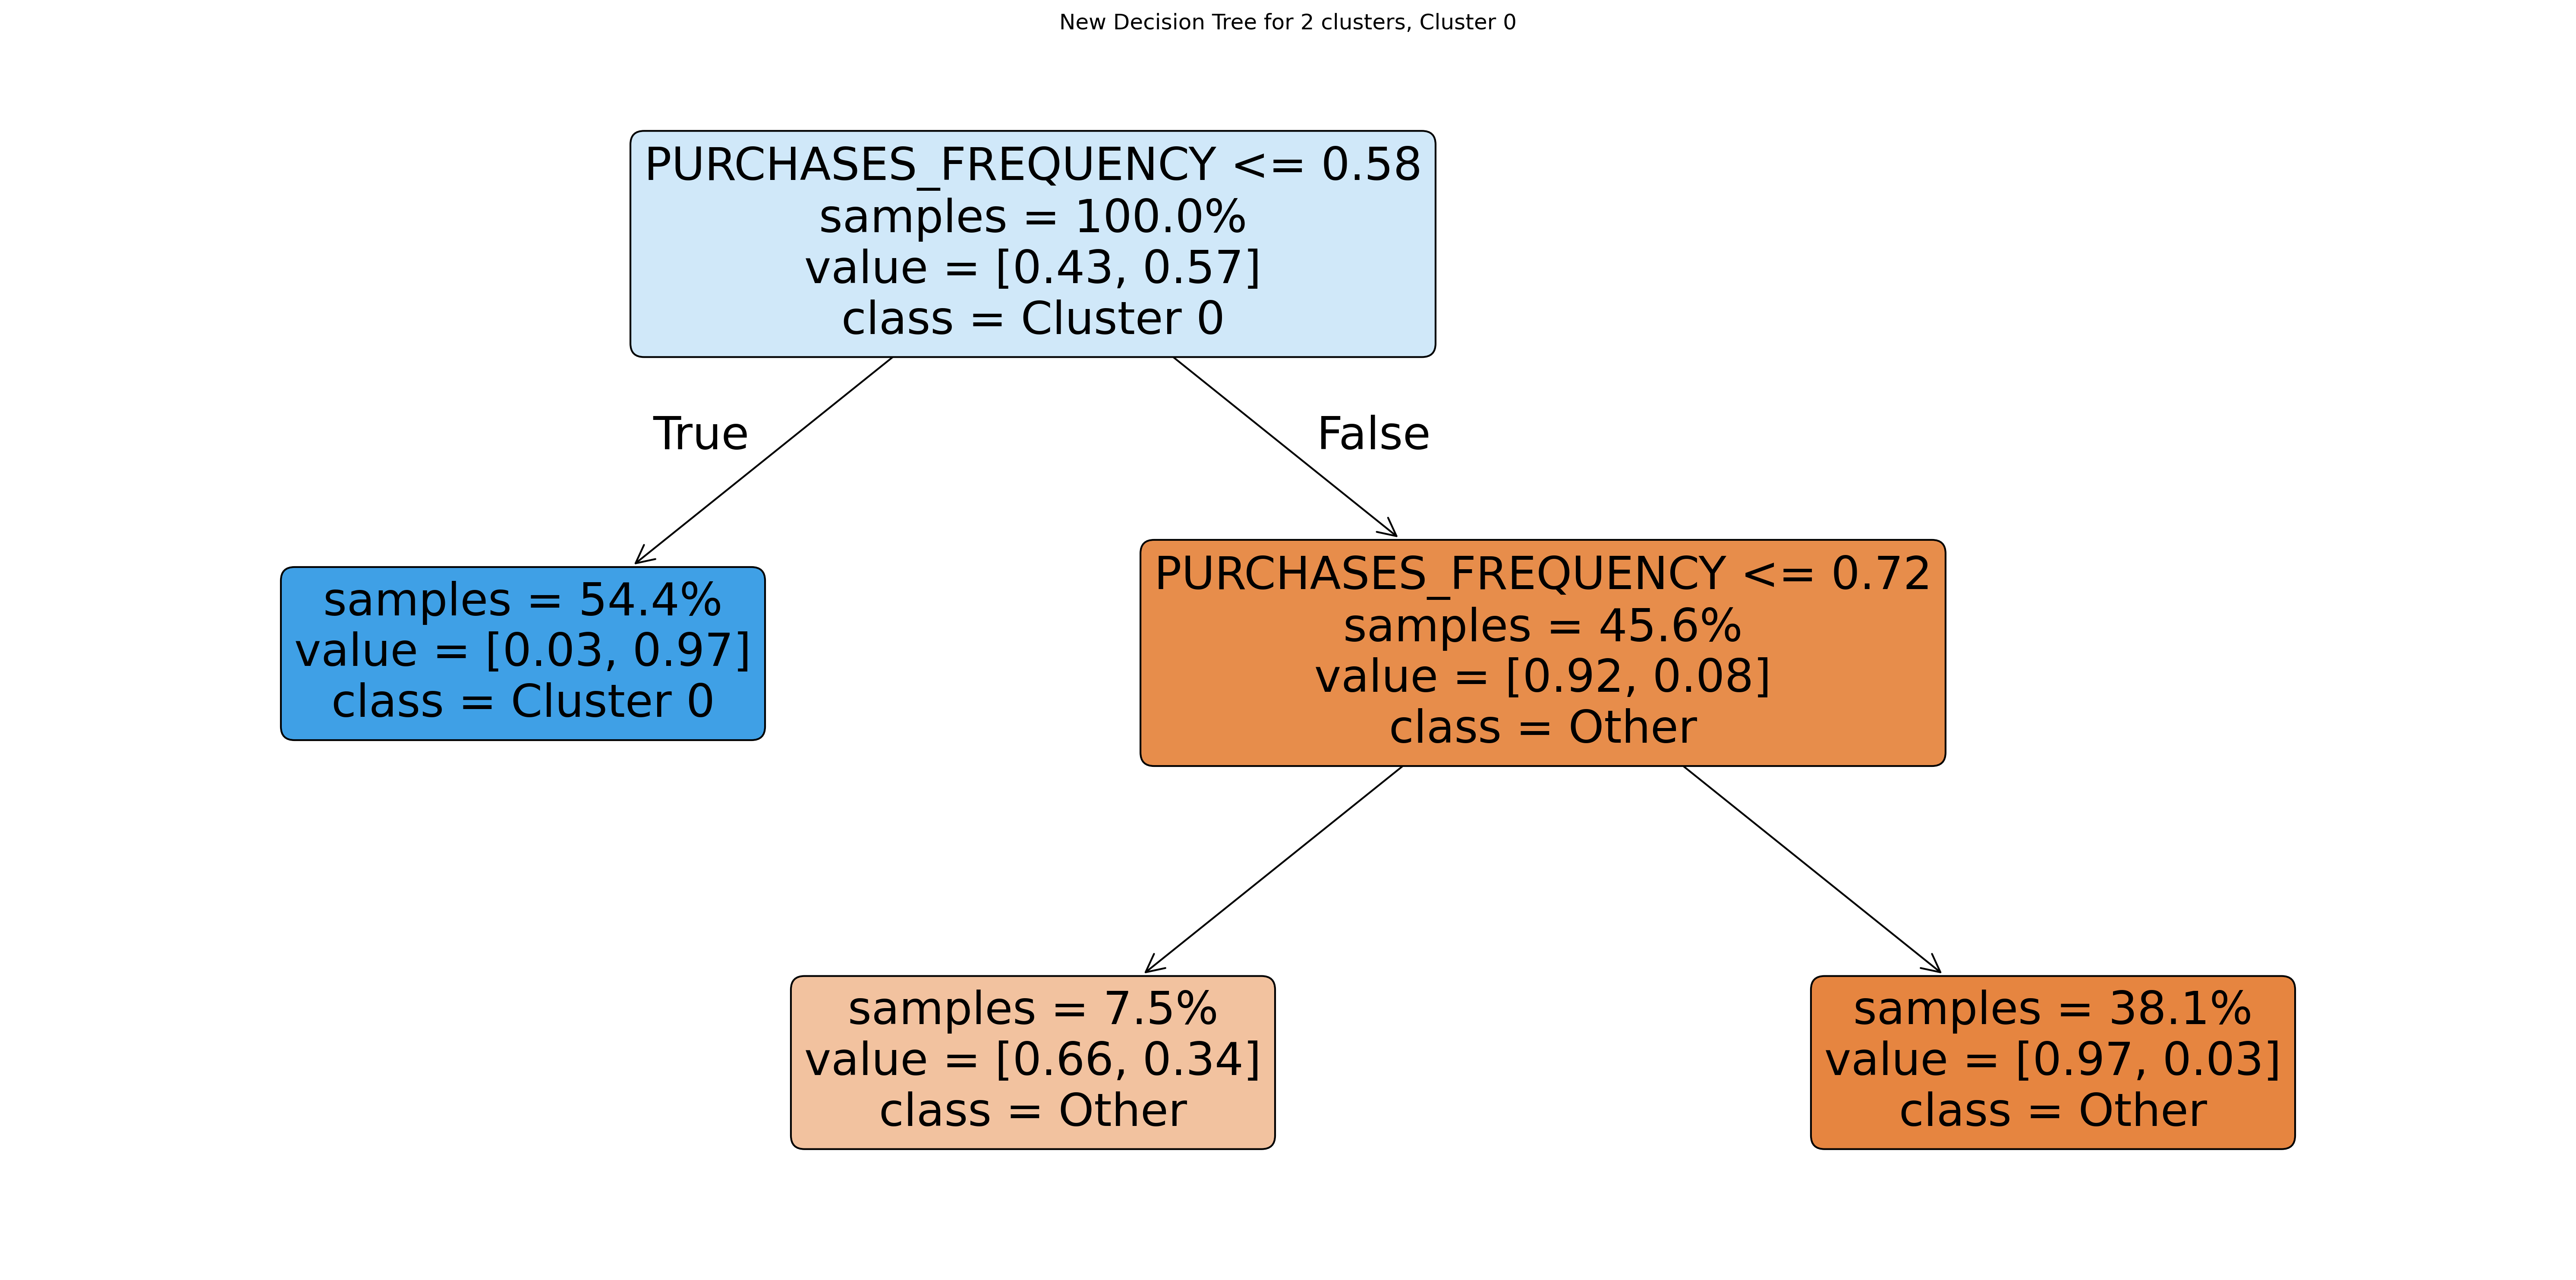 New Decision Tree for 2 clusters, Cluster 0
PURCHASES_FREQUENCY <= 0.58
samples = 100.0%
value = [0.43, 0.57]
class = Cluster 0
True
False
samples = 54.4%
value = [0.03, 0.97]
class = Cluster 0
PURCHASES_FREQUENCY <= 0.72
samples = 45.6%
value = [0.92, 0.08]
class = Other
samples = 7.5%
value = [0.66, 0.34]
class = Other
samples = 38.1%
value = [0.97, 0.03]
class = Other